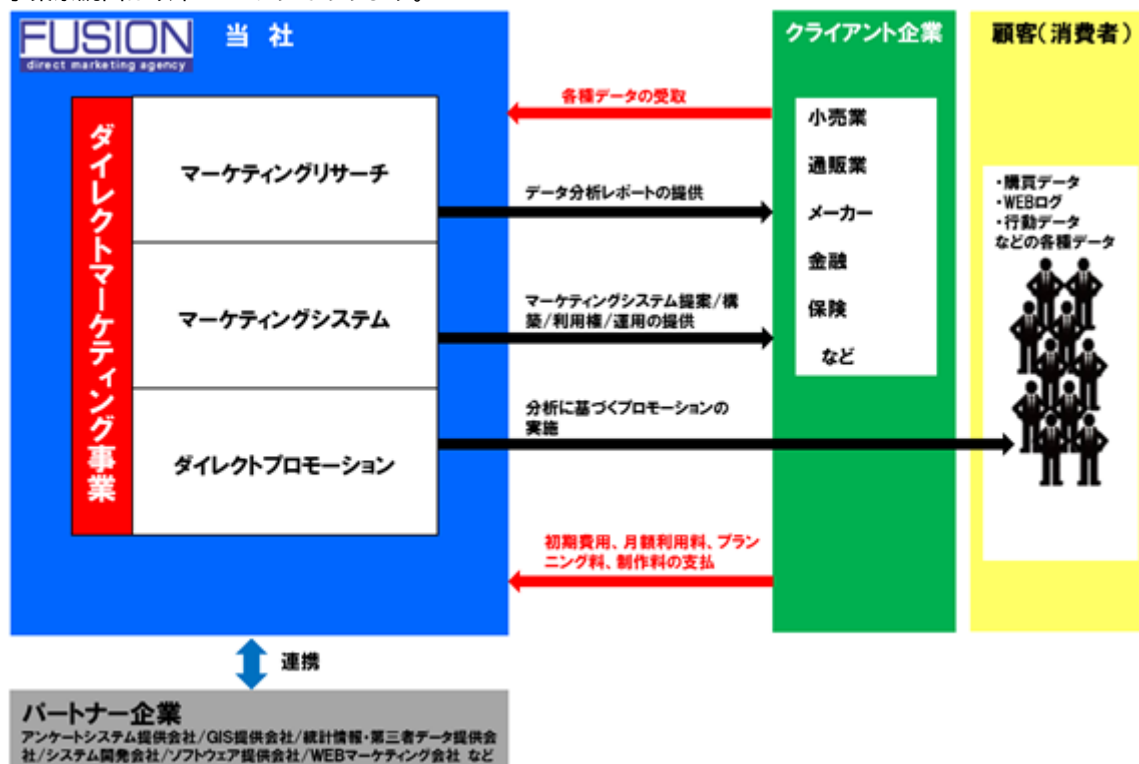 FUSION
direct marketing agency
当 社
クライアント企業
顧客(消費者)
ダイレクトマーケティング事業
マーケティングリサーチ
マーケティングシステム
ダイレクトプロモーション
各種データの受取
データ分析レポートの提供
マーケティングシステム提案/構
築/利用権/運用の提供
分析に基づくプロモーションの
実施
初期費用、月額利用料、プラン
ニング料、制作料の支払
小売業
通販業
メーカー
金融
保険
など
・購買データ
・WEBログ
・行動データ
などの各種データ
連携
パートナー企業
アンケートシステム提供会社/GIS提供会社/統計情報・第三者データ提供会
社/システム開発会社/ソフトウェア提供会社/WEBマーケティング会社 など